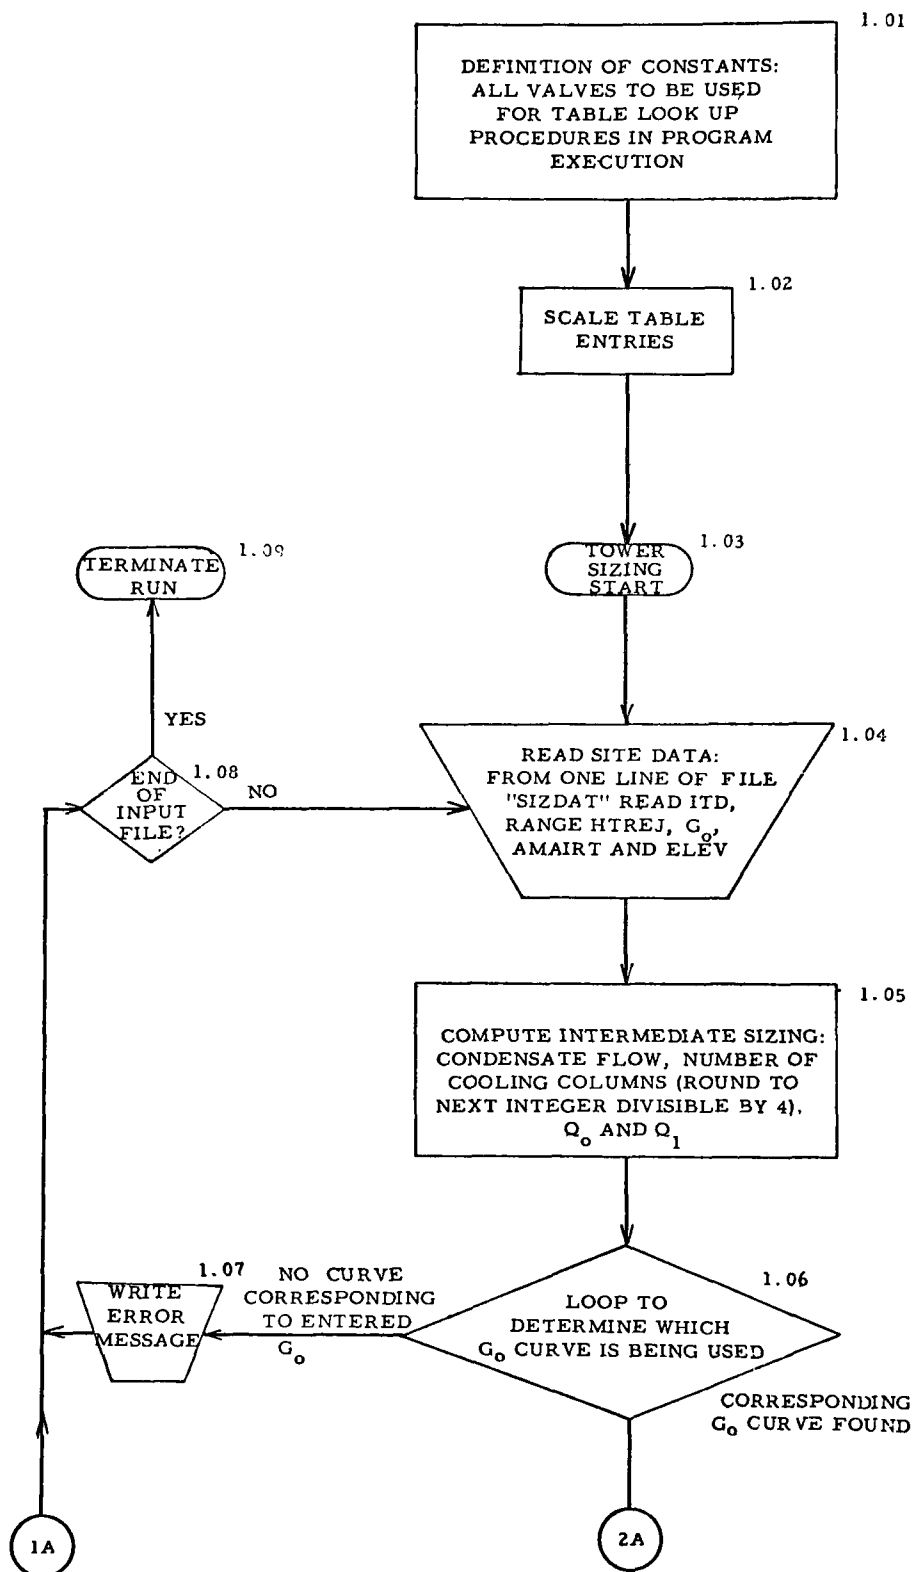 1.01
DEFINITION OF CONSTANTS:
ALL VALVES TO BE USED
FOR TABLE LOOK UP
PROCEDURES IN PROGRAM
EXECUTION
1.02
SCALE TABLE
ENTRIES
1.03
TOWER
SIZING
START
1.09
TERMINATE
RUN
YES
1.08
END
OF
INPUT
FILE?
NO
1.04
READ SITE DATA:
FROM ONE LINE OF FILE
"SIZDAT" READ ITD,
RANGE HTREJ, Go,
AMAIRT AND ELEV
1.05
COMPUTE INTERMEDIATE SIZING:
CONDENSATE FLOW, NUMBER OF
COOLING COLUMNS (ROUND TO
NEXT INTEGER DIVISIBLE BY 4),
Qo AND Q1
1.06
LOOP TO
DETERMINE WHICH
Go CURVE IS BEING USED
1.07
WRITE
ERROR
MESSAGE
NO CURVE
CORRESPONDING
TO ENTERED
Go
CORRESPONDING
Go CURVE FOUND
1A
2A